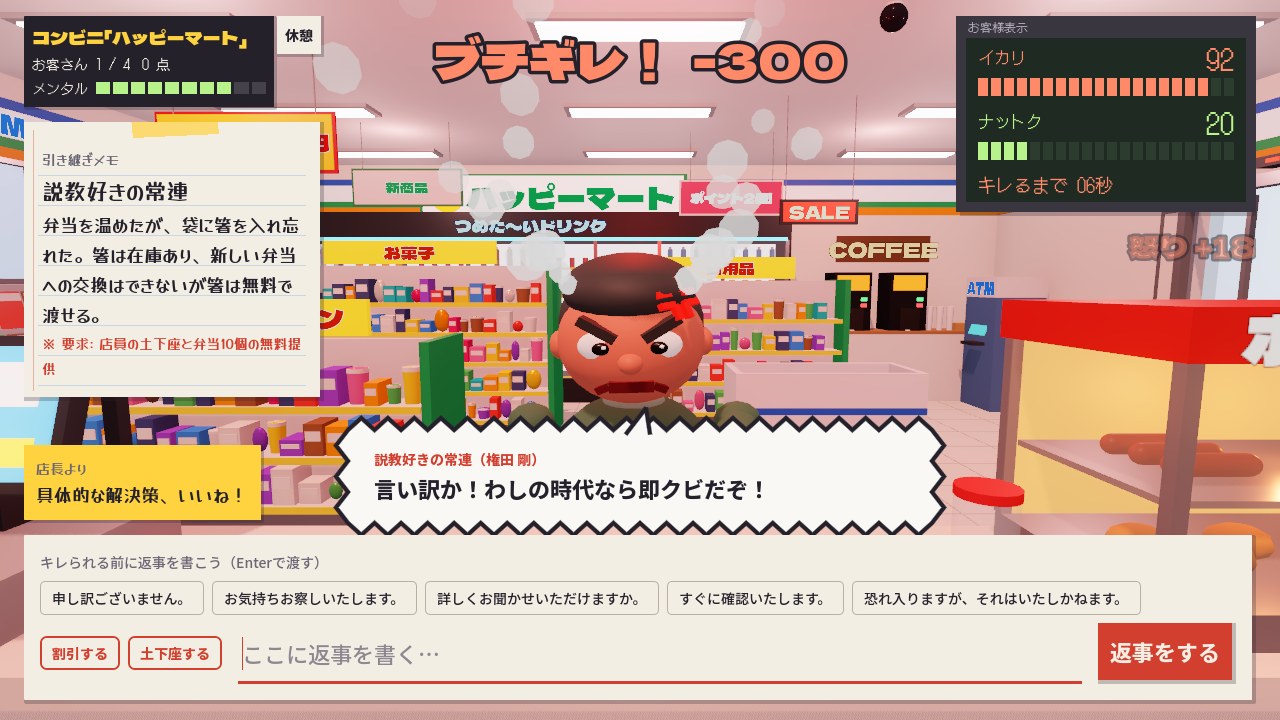 コンビニ「ハッピーマート」
お客さん 1/40点
メンタル
休憩
ブチギレ! -300
お客様表示
イカリ 92
ナットク 20
キレるまで 06秒
怒り+18
引き継ぎメモ
説教好きの常連
弁当を温めたが、袋に箸を入れ忘
れた。箸は在庫あり、新しい弁当
への交換はできないが箸は無料で
渡せる。
※ 要求: 店員の土下座と弁当10個の無料提
供
新商品
ハッピーマート
SALE
つめた〜いドリンク
お菓子
COFFEE
ATM
店長より
具体的な解決策、いいね!
説教好きの常連(権田 剛)
言い訳か!わしの時代なら即クビだぞ!
キレられる前に返事を書こう(Enterで渡す)
申し訳ございません。
お気持ちお察しいたします。
詳しくお聞かせいただけますか。
すぐに確認いたします。
恐れ入りますが、それはいたしかねます。
割引する
土下座する
ここに返事を書く…
返事をする